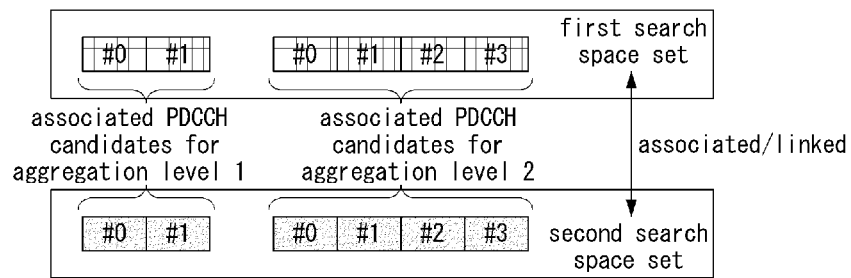 #0 #1 #0 #1 #2 #3
first search
space set
associated PDCCH
candidates for
aggregation level 1
associated PDCCH
candidates for
aggregation level 2
associated/linked
#0 #1 #0 #1 #2 #3
second search
space set